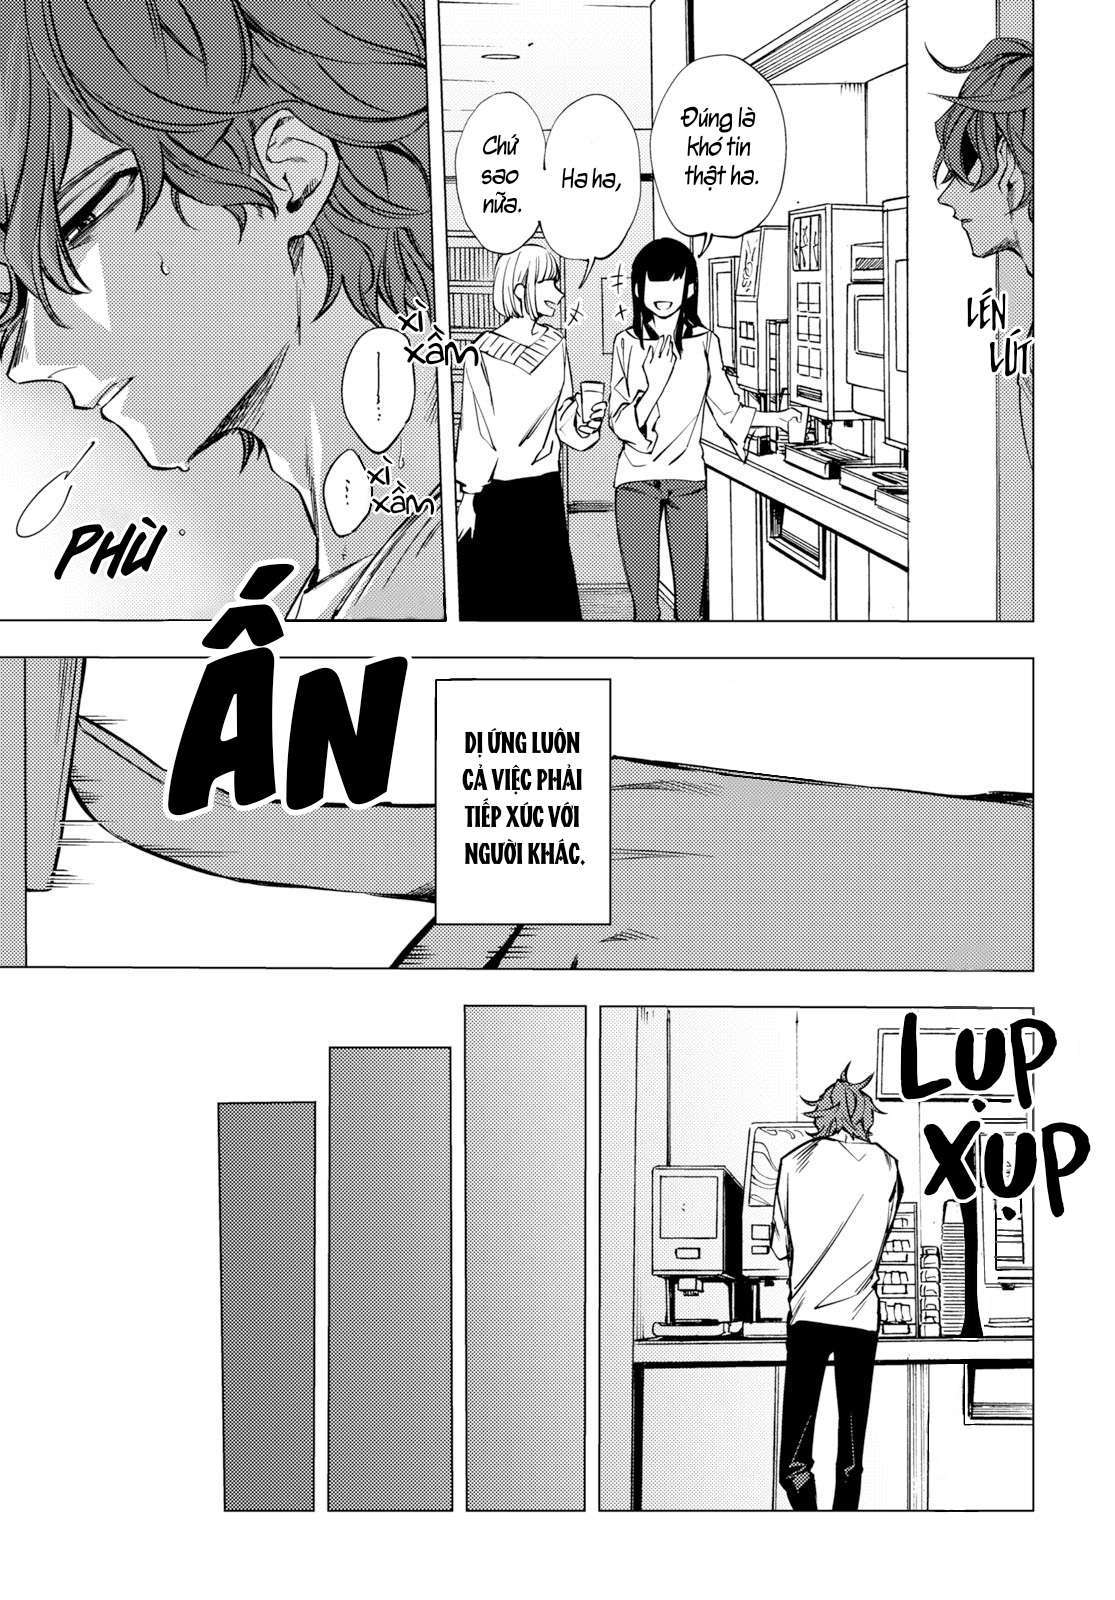 LÉN
LÚT
Đúng là
khó tin
thật ha.
Ha ha,
Chứ
sao
nữa.
XÌ
XẦM
...
XÌ
XẦM
...
PHÙ
ẤN
DỊ ỨNG LUÔN
CẢ VIỆC PHẢI
TIẾP XÚC VỚI
NGƯỜI KHÁC.
LỤP
XỤP